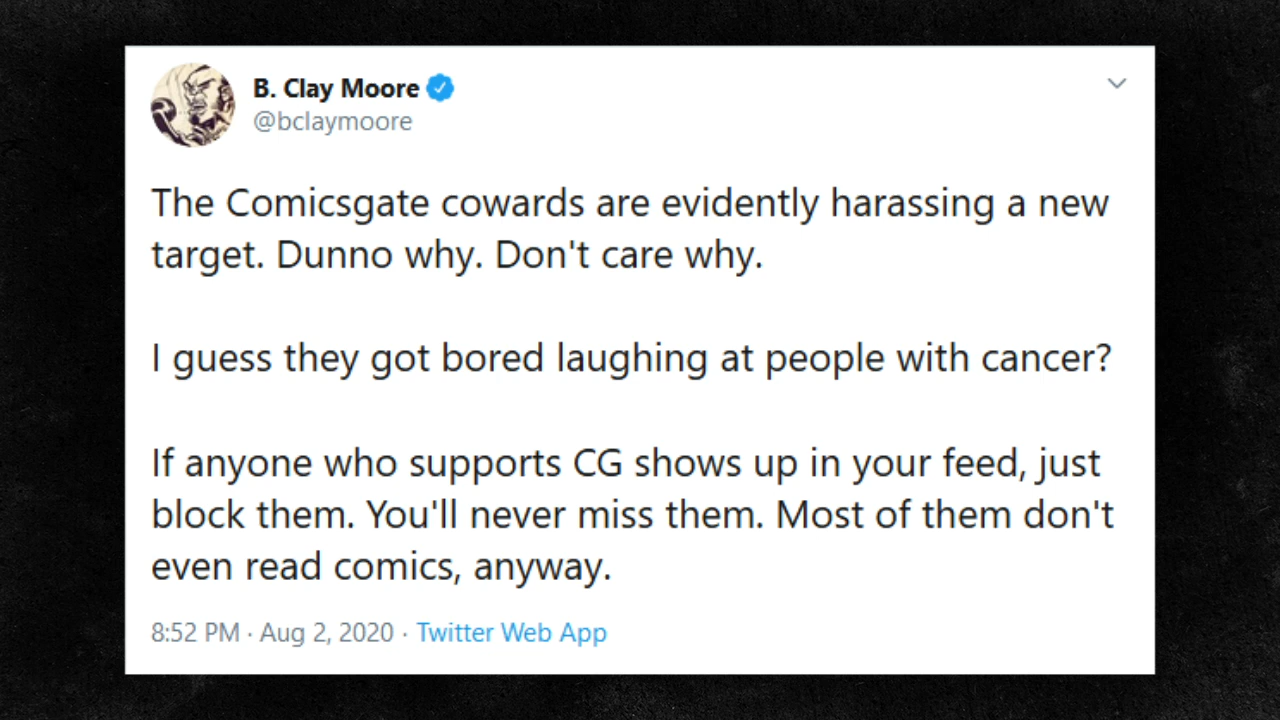 B. Clay Moore
@bclaymoore
The Comicsgate cowards are evidently harassing a new
target. Dunno why. Don't care why.
I guess they got bored laughing at people with cancer?
If anyone who supports CG shows up in your feed, just
block them. You'll never miss them. Most of them don't
even read comics, anyway.
8:52 PM · Aug 2, 2020 · Twitter Web App